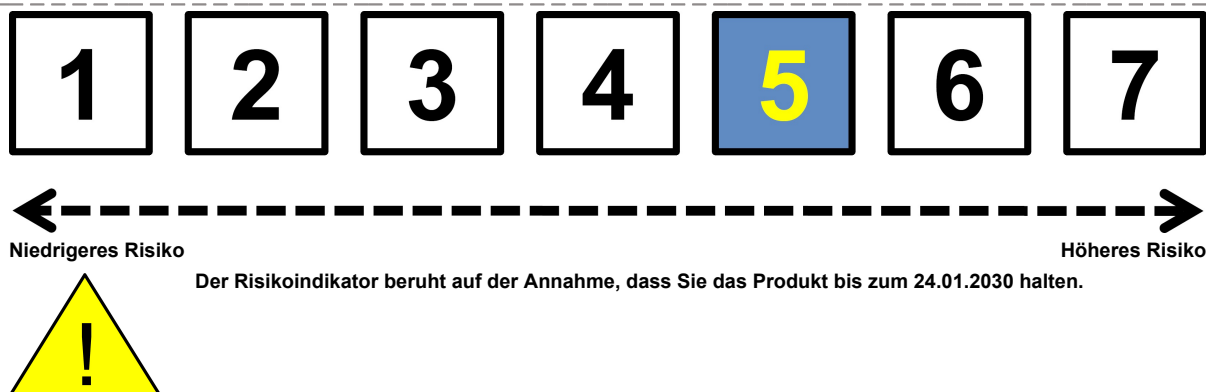 1 2 3 4 5 6 7
Niedrigeres Risiko Höheres Risiko
Der Risikoindikator beruht auf der Annahme, dass Sie das Produkt bis zum 24.01.2030 halten.
!